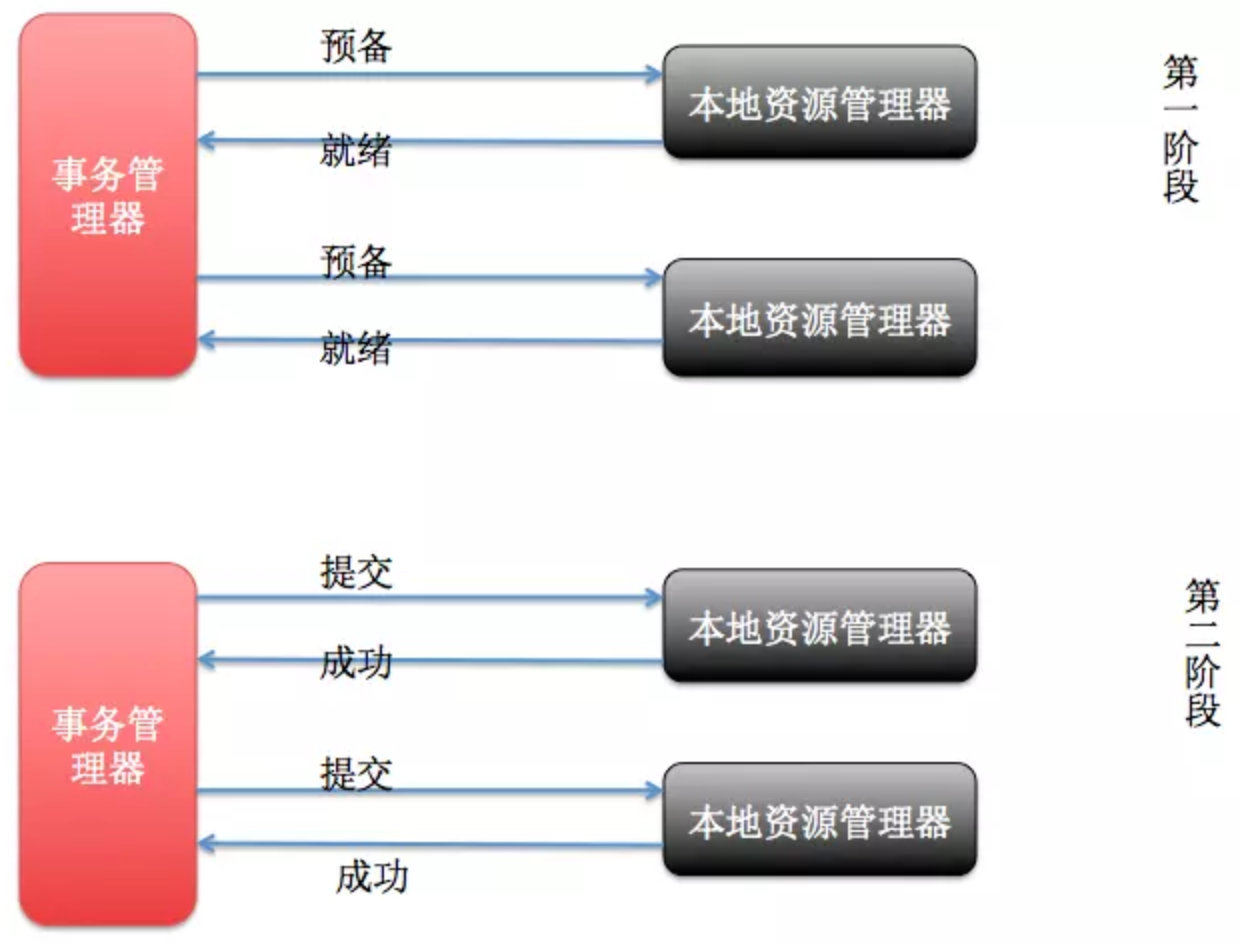 预备
本地资源管理器
就绪
事务管
理器
预备
本地资源管理器
就绪
第一阶段
提交
本地资源管理器
成功
事务管
理器
提交
本地资源管理器
成功
第二阶段